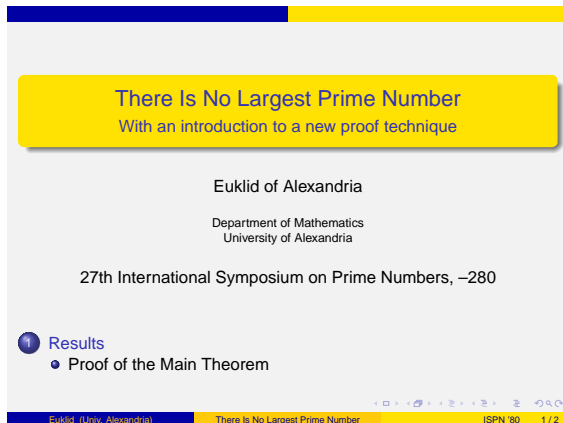 There Is No Largest Prime Number
With an introduction to a new proof technique
Euklid of Alexandria
Department of Mathematics
University of Alexandria
27th International Symposium on Prime Numbers, –280
1 Results
Proof of the Main Theorem
Euklid (Univ. Alexandria) There Is No Largest Prime Number ISPN '80 1 / 2